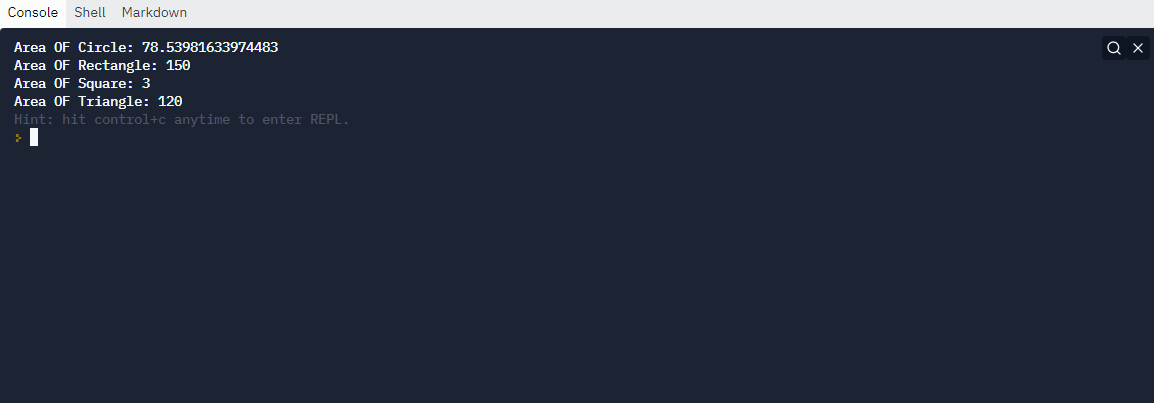 Console Shell Markdown
Area OF Circle: 78.53981633974483
Area OF Rectangle: 150
Area OF Square: 3
Area OF Triangle: 120
Hint: hit control+c anytime to enter REPL.
>